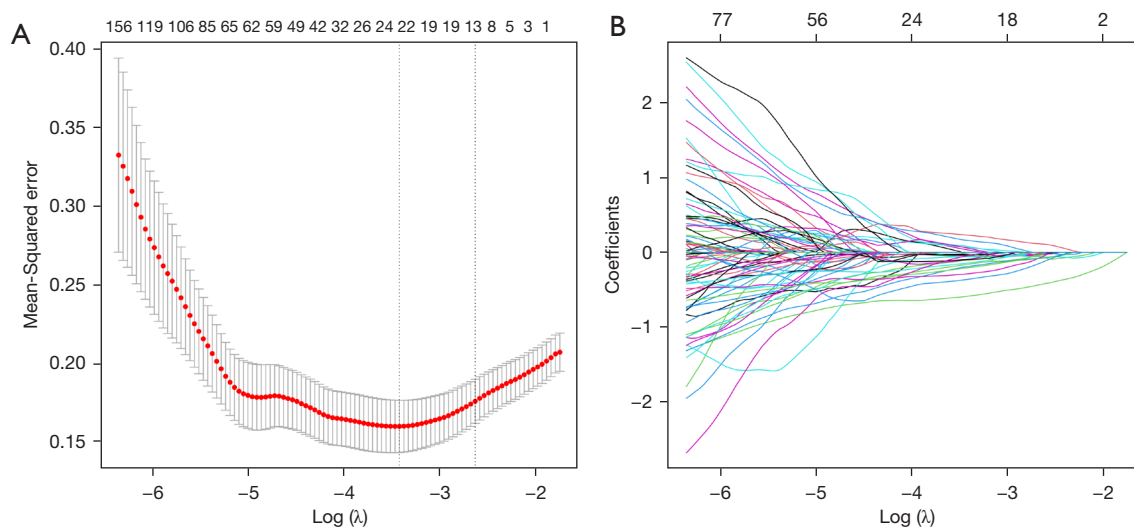 A
156 119 106 85 65 62 59 49 42 32 26 24 22 19 19 13 8 5 3 1
0.40
0.35
0.30
0.25
0.20
0.15
Mean-Squared error
−6 −5 −4 −3 −2
Log (λ)
B
77 56 24 18 2
2
1
0
−1
−2
Coefficients
−6 −5 −4 −3 −2
Log (λ)